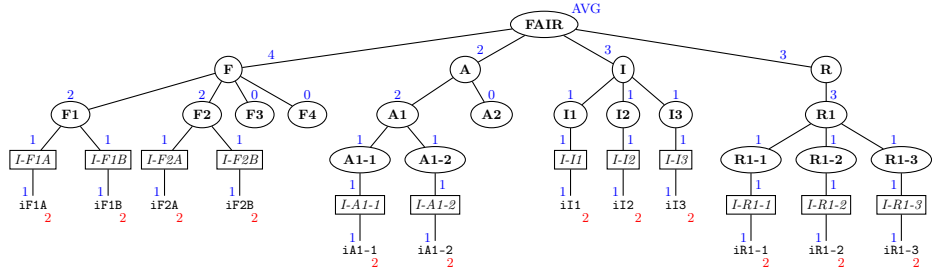 AVG
FAIR
4 2 3 3
F A I R
2 2 0 0 2 0 1 1 1 3
F1 F2 F3 F4 A1 A2 I1 I2 I3 R1
1 1 1 1 1 1 1 1 1 1 1 1
I-F1A I-F1B I-F2A I-F2B A1-1 A1-2 I-I1 I-I2 I-I3 R1-1 R1-2 R1-3
1 1 1 1 1 1 1 1 1 1 1 1
iF1A iF1B iF2A iF2B I-A1-1 I-A1-2 iI1 iI2 iI3 I-R1-1 I-R1-2 I-R1-3
2 2 2 2 2 2 2
1 1 1 1 1
iA1-1 iA1-2 iR1-1 iR1-2 iR1-3
2 2 2 2 2